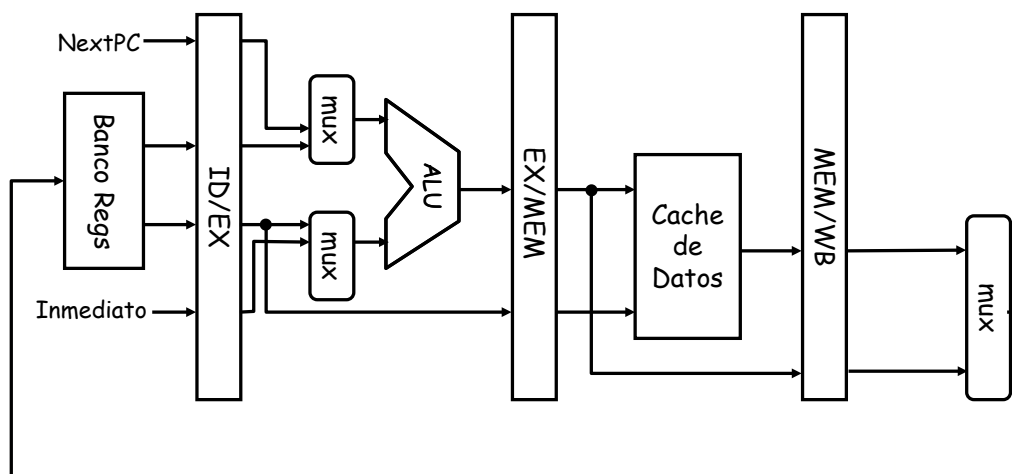 NextPC
Banco Regs
Inmediato
ID/EX
mux
mux
ALU
EX/MEM
Cache
de
Datos
MEM/WB
mux